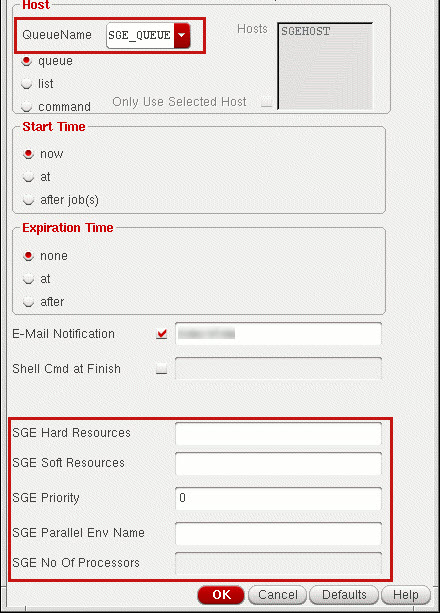 Host
QueueName SGE_QUEUE Hosts SGEHOST
queue
list
command Only Use Selected Host
Start Time
now
at
after job(s)
Expiration Time
none
at
after
E-Mail Notification
Shell Cmd at Finish
SGE Hard Resources
SGE Soft Resources
SGE Priority 0
SGE Parallel Env Name
SGE No Of Processors
OK Cancel Defaults Help